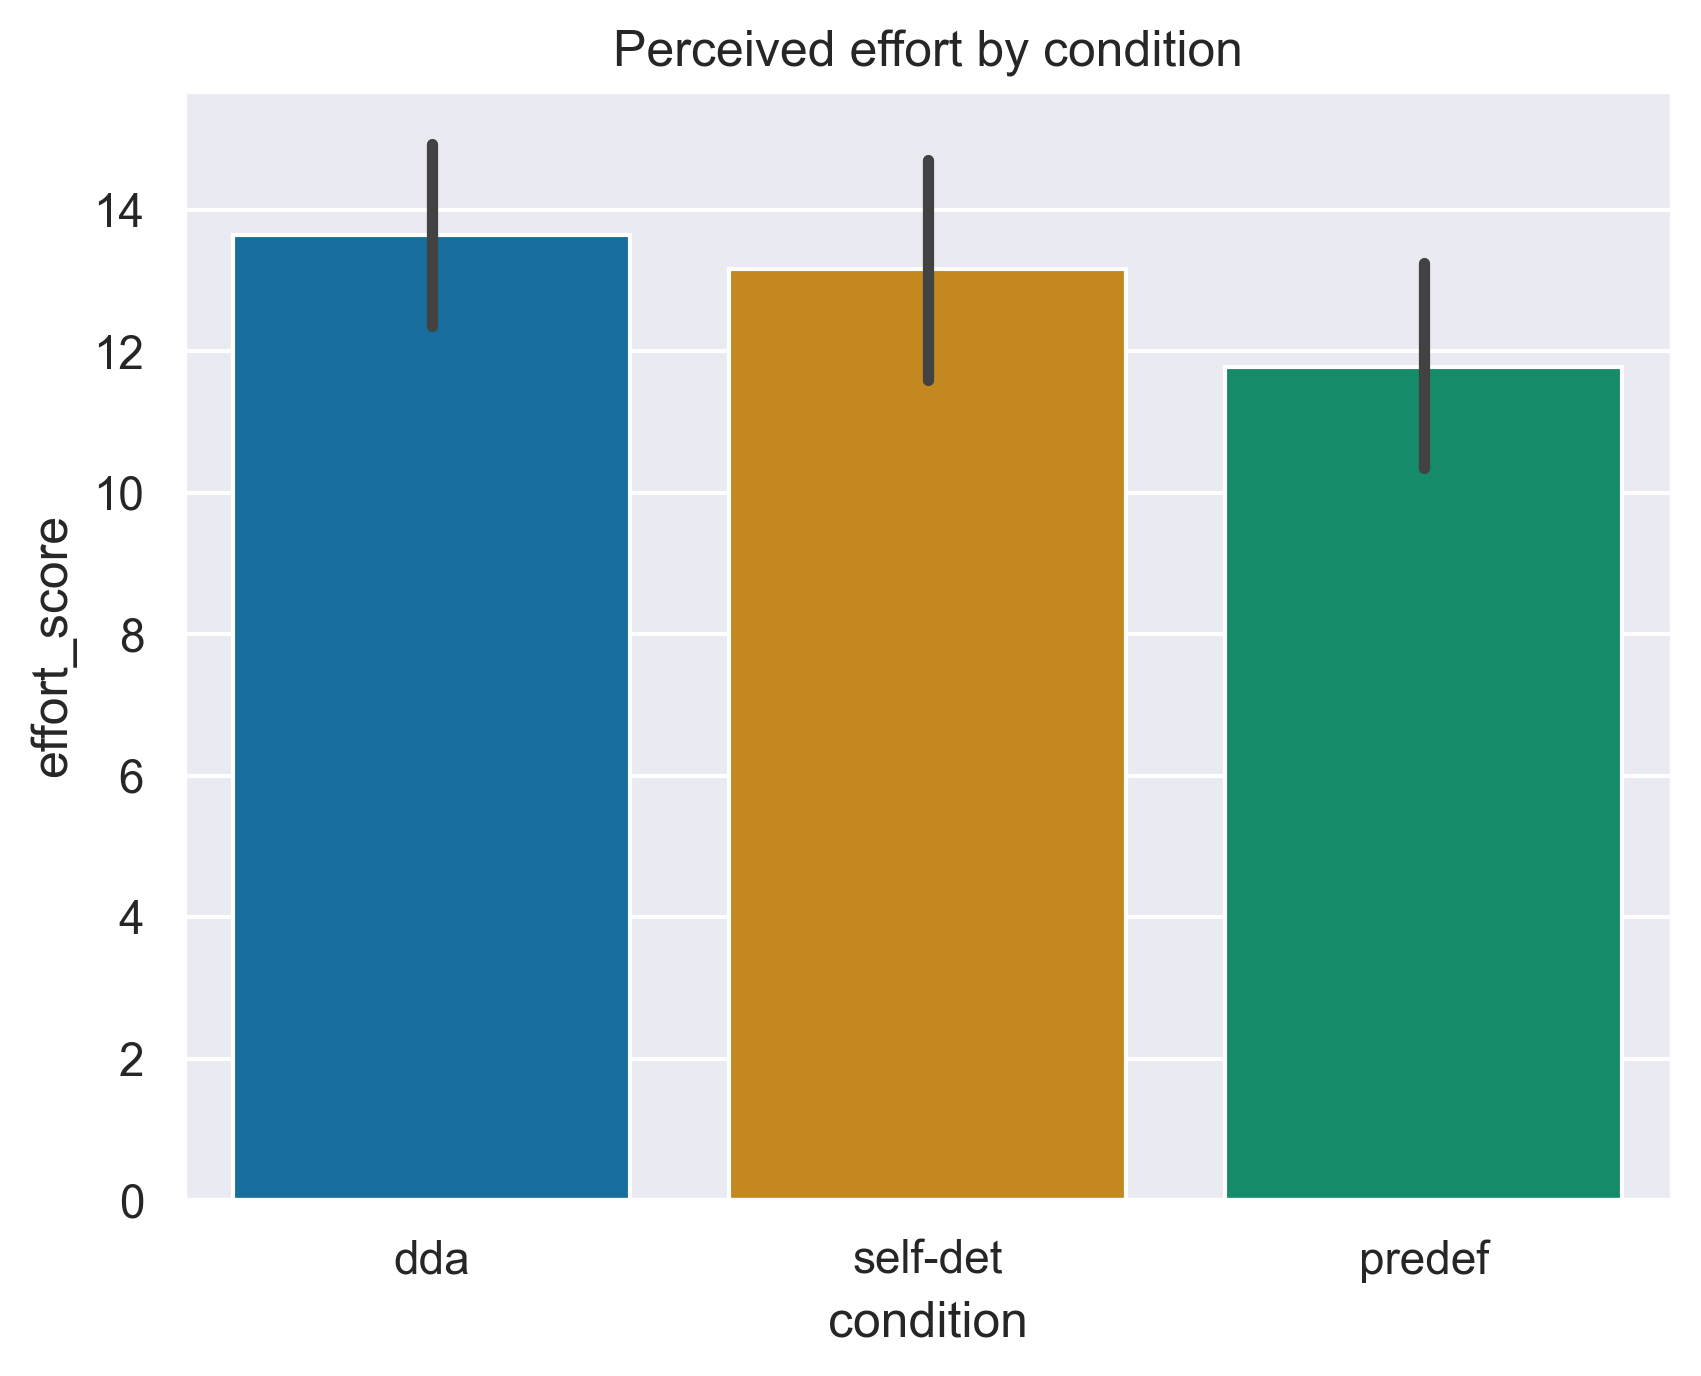 Perceived effort by condition
effort_score
14
12
10
8
6
4
2
0
dda
self-det
predef
condition